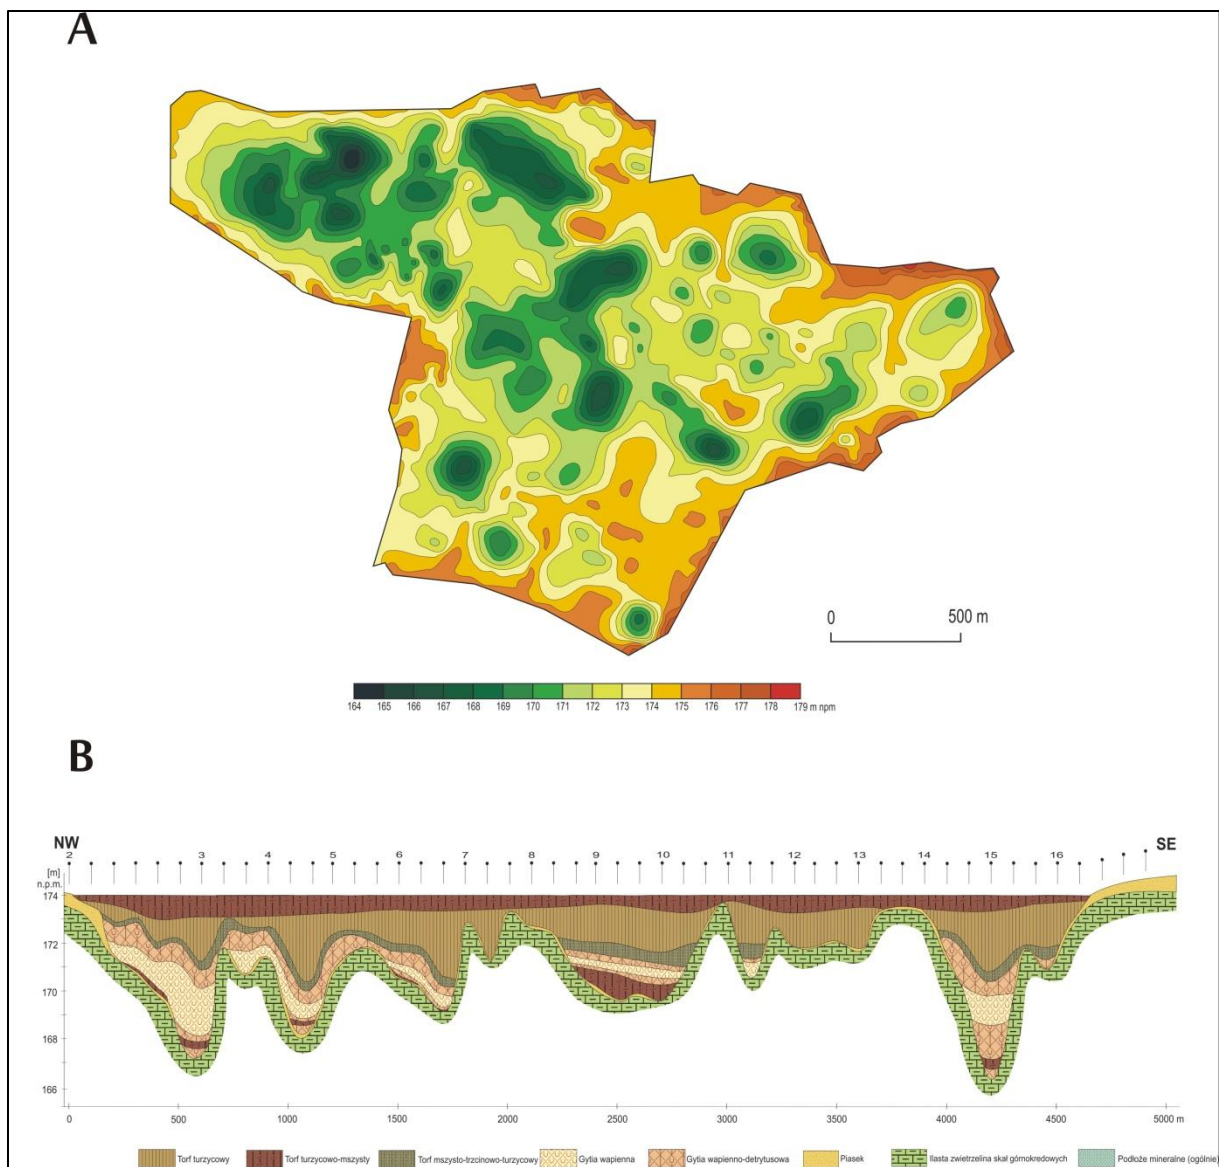 A
0 500 m
164 165 166 167 168 169 170 171 172 173 174 175 176 177 178 179 m npm
B
NW SE
2 3 4 5 6 7 8 9 10 11 12 13 14 15 16
[m]
n.p.m.
174
172
170
168
166
0 500 1000 1500 2000 2500 3000 3500 4000 4500 5000 m
Torf turzycowy Torf turzycowo-mszysty Torf mszysto-trzcinowo-turzycowy Gytia wapienna Gytia wapienno-detrytusowa Piasek Ilasta zwietrzelina skał górnokredowych Podłoże mineralne (ogólnie)